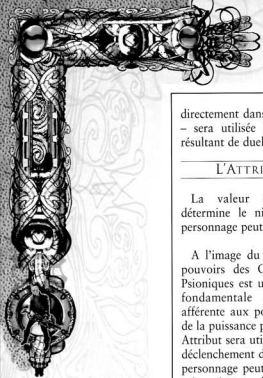 directement dans
– sera utilisée
résultant de duel
L'ATTRI
La valeur
détermine le ni
personnage peut
A l'image du
pouvoirs des C
Psioniques est u
fondamentale
afférente aux po
de la puissance p
Attribut sera util
déclenchement d
personnage peut